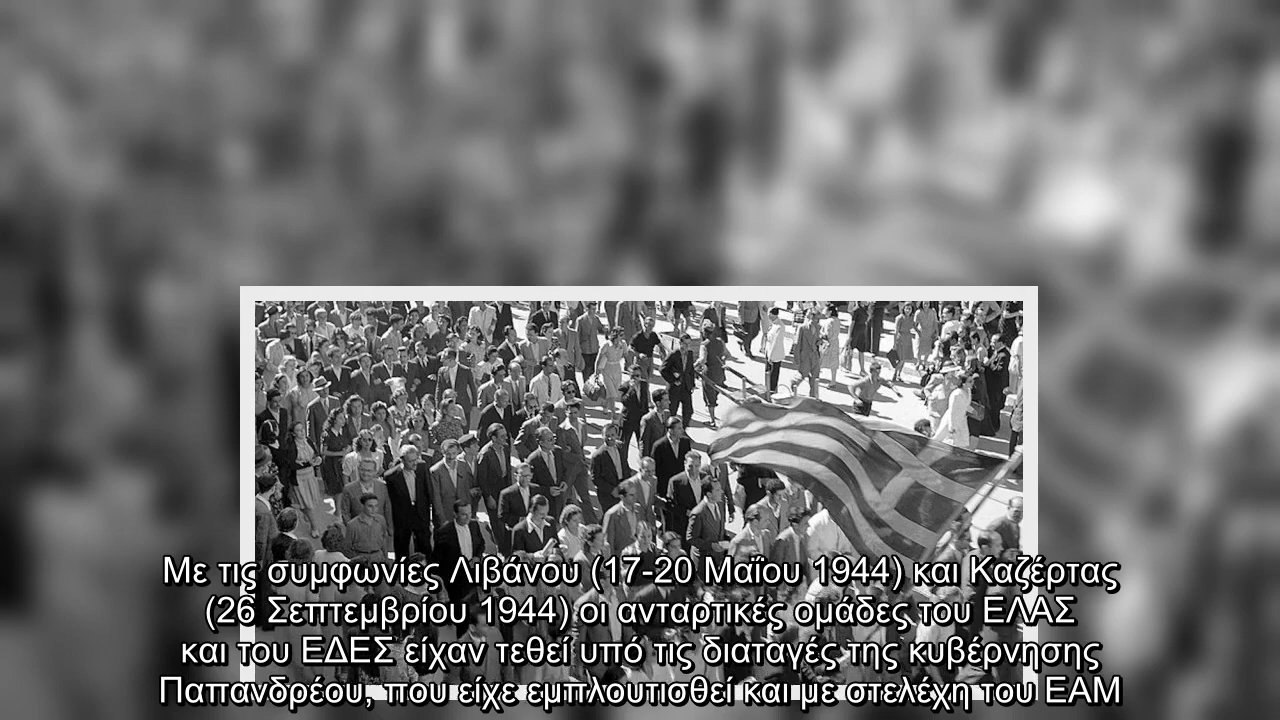 Με τις συμφωνίες Λιβάνου (17-20 Μαΐου 1944) και Καζέρτας
(26 Σεπτεμβρίου 1944) οι ανταρτικές ομάδες του ΕΛΑΣ
και του ΕΔΕΣ είχαν τεθεί υπό τις διαταγές της κυβέρνησης
Παπανδρέου, που είχε εμπλουτισθεί και με στελέχη του ΕΑΜ